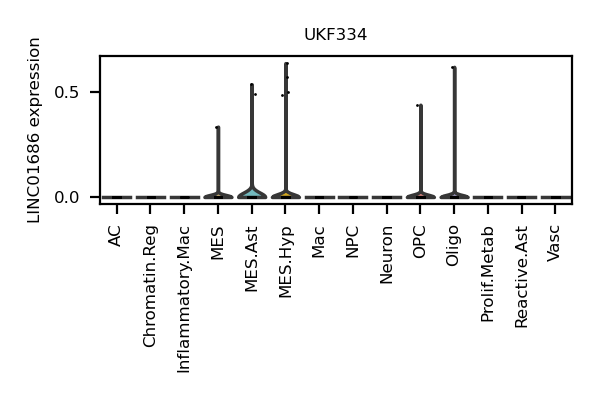 UKF334
LINC01686 expression
0.5
0.0
AC
Chromatin.Reg
Inflammatory.Mac
MES
MES.Ast
MES.Hyp
Mac
NPC
Neuron
OPC
Oligo
Prolif.Metab
Reactive.Ast
Vasc